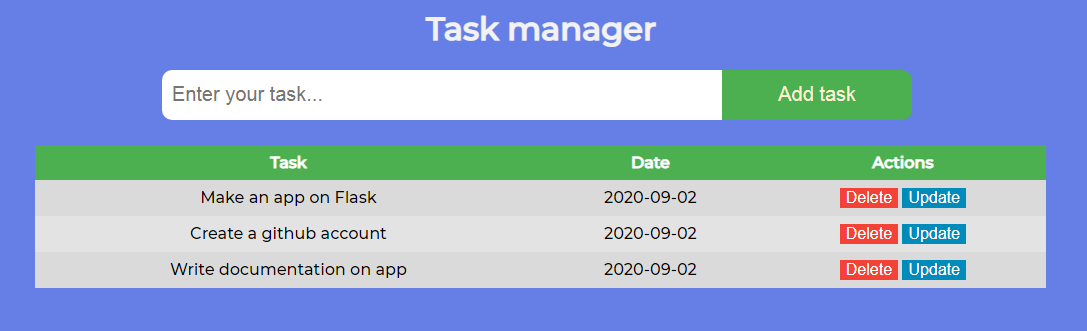 Task manager
Enter your task... Add task
Task Date Actions
Make an app on Flask 2020-09-02 Delete Update
Create a github account 2020-09-02 Delete Update
Write documentation on app 2020-09-02 Delete Update